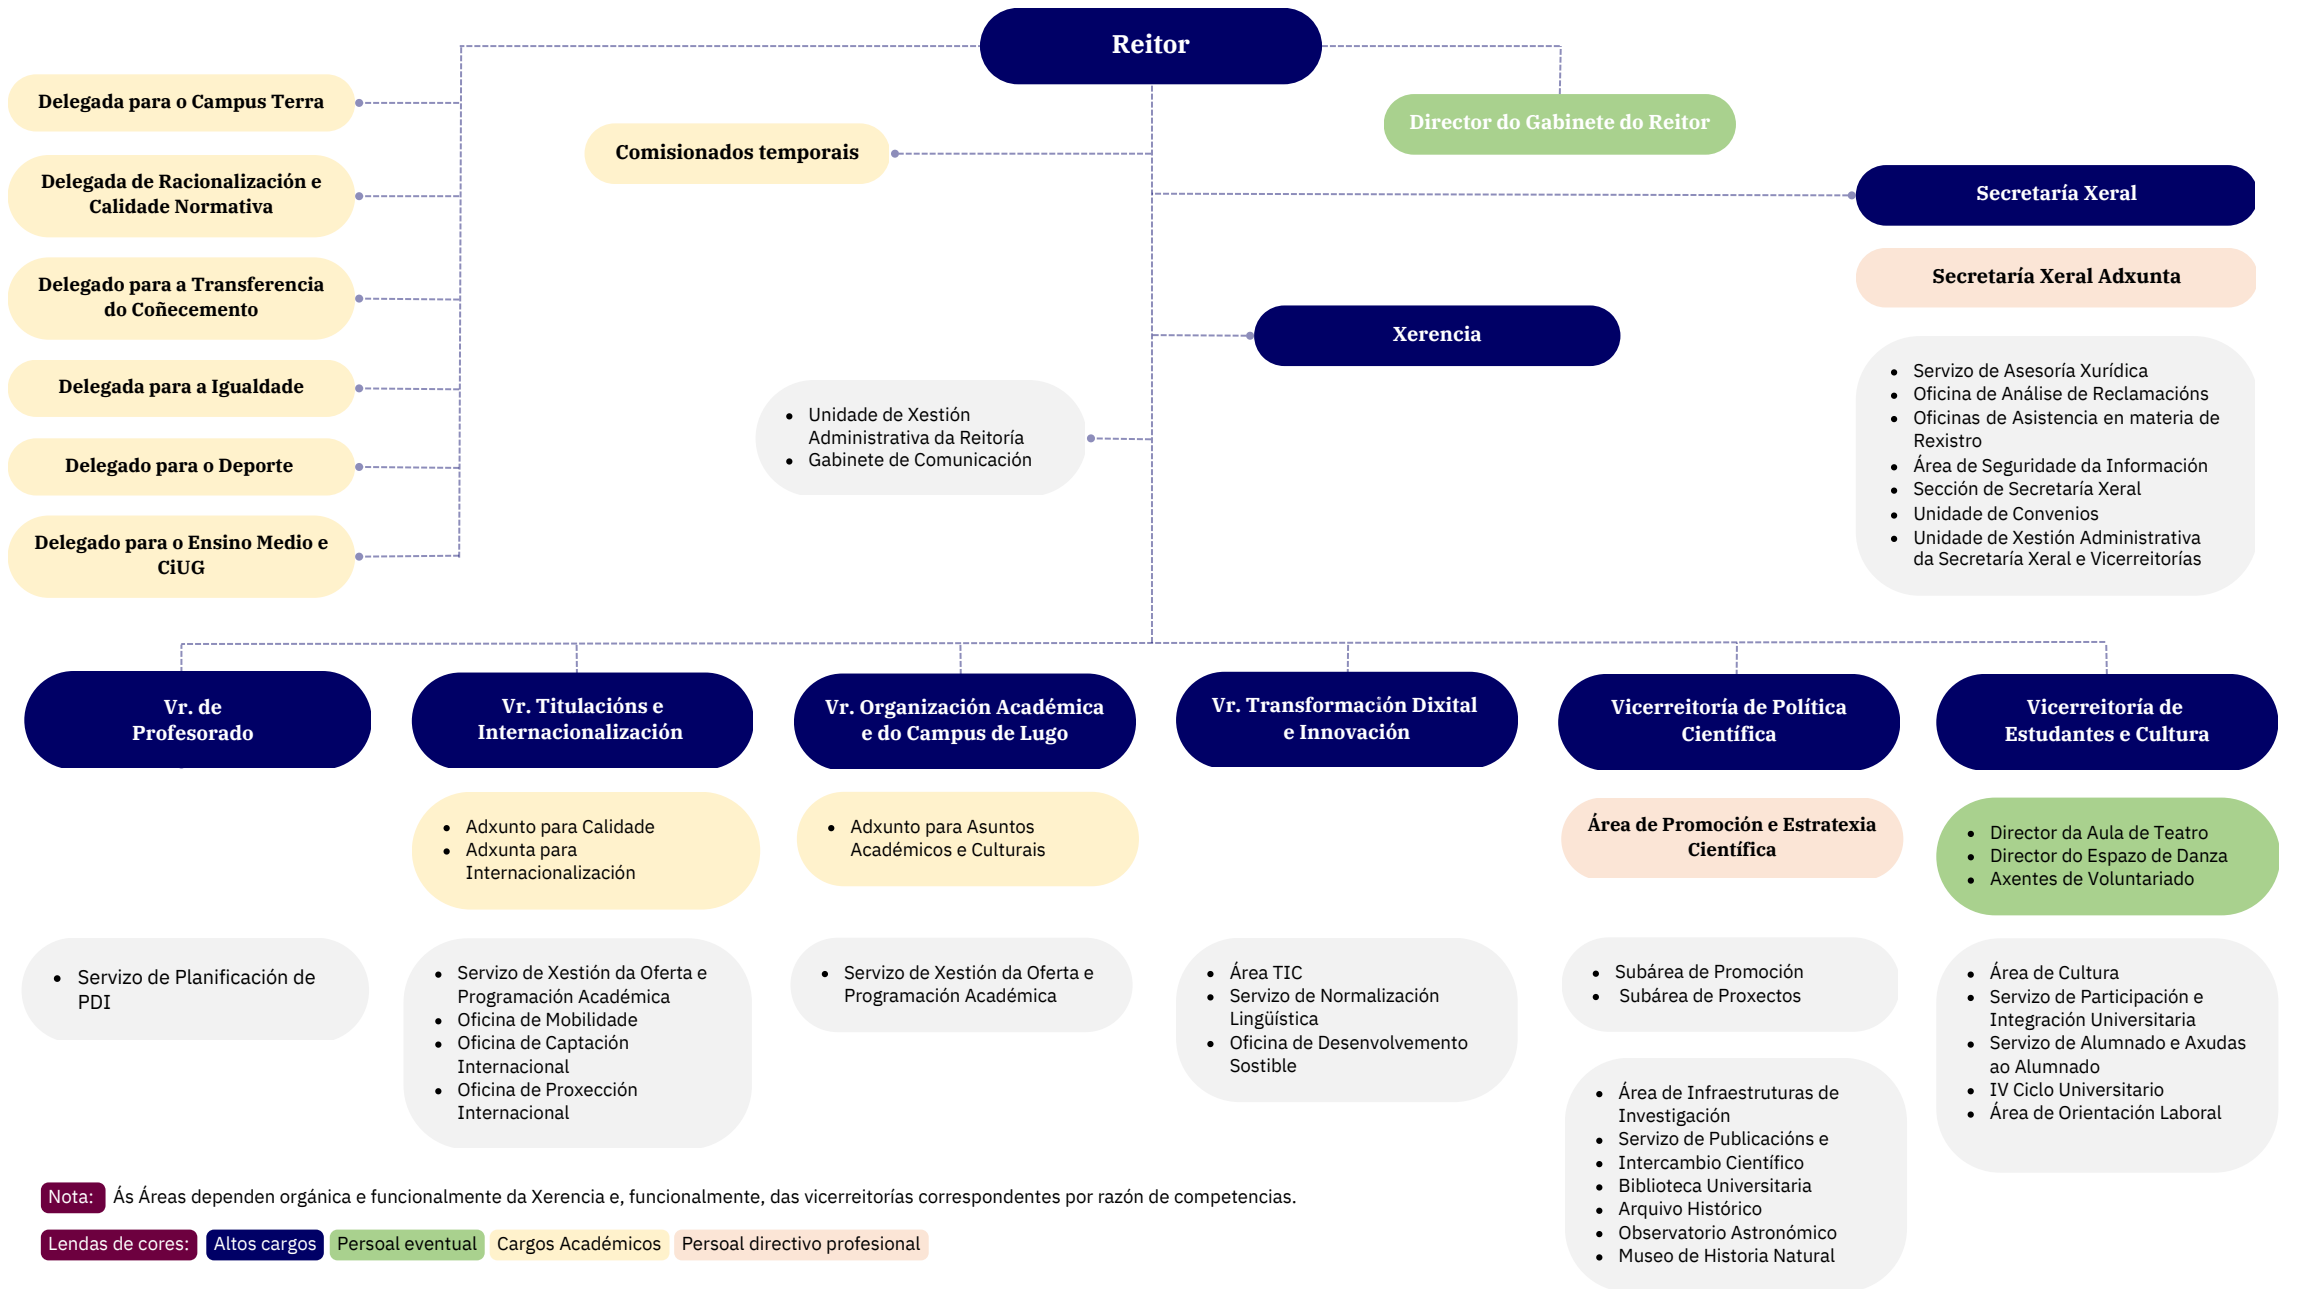 Reitor
Delegada para o Campus Terra
Director do Gabinete do Reitor
Comisionados temporais
Delegada de Racionalización e
Calidade Normativa
Secretaría Xeral
Secretaría Xeral Adxunta
Delegado para a Transferencia
do Coñecemento
Xerencia
Delegada para a Igualdade
Delegado para o Deporte
Delegado para o Ensino Medio e
CiUG
• Unidade de Xestión
Administrativa da Reitoría
• Gabinete de Comunicación
• Servizo de Asesoría Xurídica
• Oficina de Análise de Reclamacións
• Oficinas de Asistencia en materia de
Rexistro
• Área de Seguridade da Información
• Sección de Secretaría Xeral
• Unidade de Convenios
• Unidade de Xestión Administrativa
da Secretaría Xeral e Vicerreitorías
Vr. de
Profesorado
• Servizo de Planificación de
PDI
Vr. Titulacións e
Internacionalización
• Adxunto para Calidade
• Adxunta para
Internacionalización
• Servizo de Xestión da Oferta e
Programación Académica
• Oficina de Mobilidade
• Oficina de Captación
Internacional
• Oficina de Proxección
Internacional
Vr. Organización Académica
e do Campus de Lugo
• Adxunto para Asuntos
Académicos e Culturais
• Servizo de Xestión da Oferta e
Programación Académica
Vr. Transformación Dixital
e Innovación
• Área TIC
• Servizo de Normalización
Lingüística
• Oficina de Desenvolvemento
Sostible
Vicerreitoría de Política
Científica
Área de Promoción e Estratexia
Científica
• Subárea de Promoción
• Subárea de Proxectos
• Área de Infraestruturas de
Investigación
• Servizo de Publicacións e
• Intercambio Científico
• Biblioteca Universitaria
• Arquivo Histórico
• Observatorio Astronómico
• Museo de Historia Natural
Vicerreitoría de
Estudantes e Cultura
• Director da Aula de Teatro
• Director do Espazo de Danza
• Axentes de Voluntariado
• Área de Cultura
• Servizo de Participación e
Integración Universitaria
• Servizo de Alumnado e Axudas
ao Alumnado
• IV Ciclo Universitario
• Área de Orientación Laboral
Nota: Ás Áreas dependen orgánica e funcionalmente da Xerencia e, funcionalmente, das vicerreitorías correspondentes por razón de competencias.
Lendas de cores: Altos cargos Persoal eventual Cargos Académicos Persoal directivo profesional